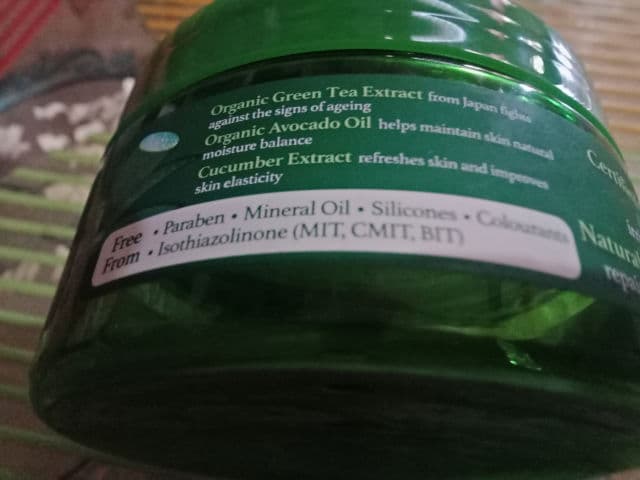 Organic Green Tea Extract from Japan fights
against the signs of ageing
Organic Avocado Oil helps maintain skin natural
moisture balance
Cucumber Extract refreshes skin and improves
skin elasticity
Free From • Paraben • Mineral Oil • Silicones • Colourants
• Isothiazolinone (MIT, CMIT, BIT)
Natural